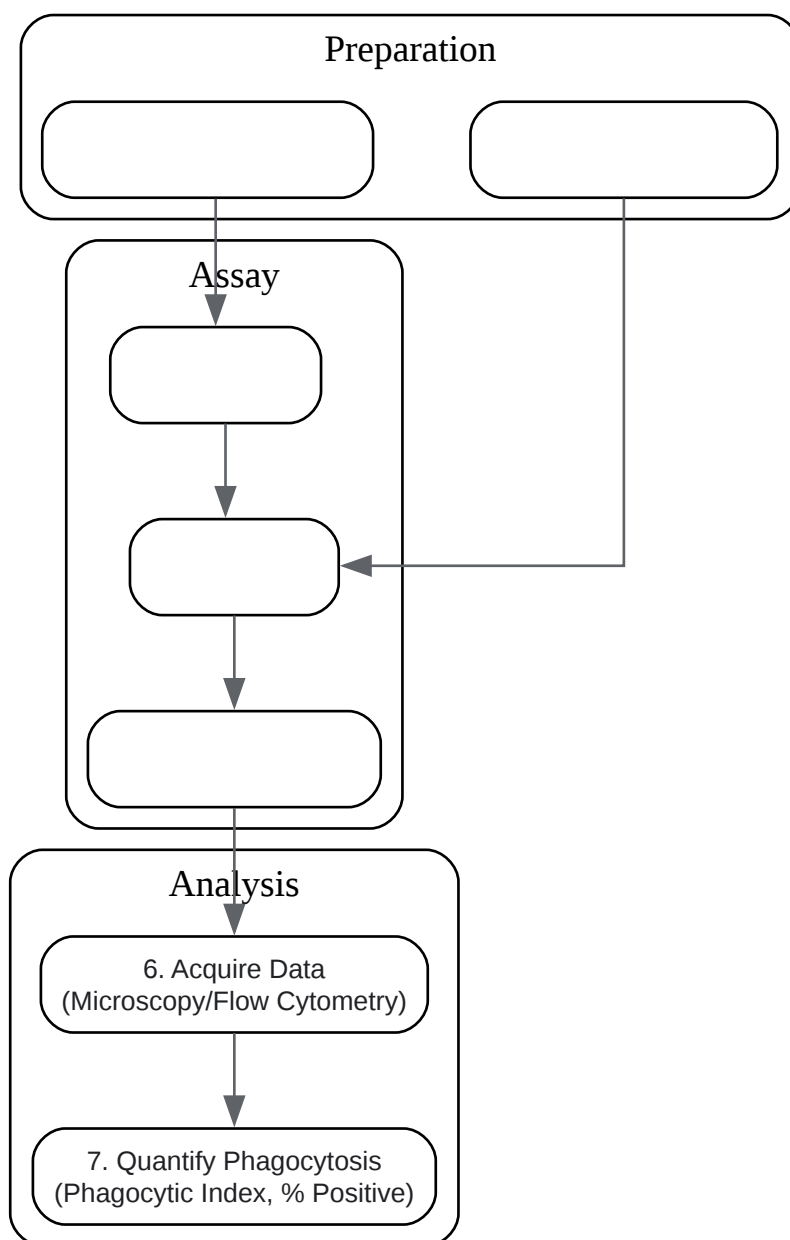 Preparation
Assay
Analysis
6. Acquire Data
(Microscopy/Flow Cytometry)
7. Quantify Phagocytosis
(Phagocytic Index, % Positive)